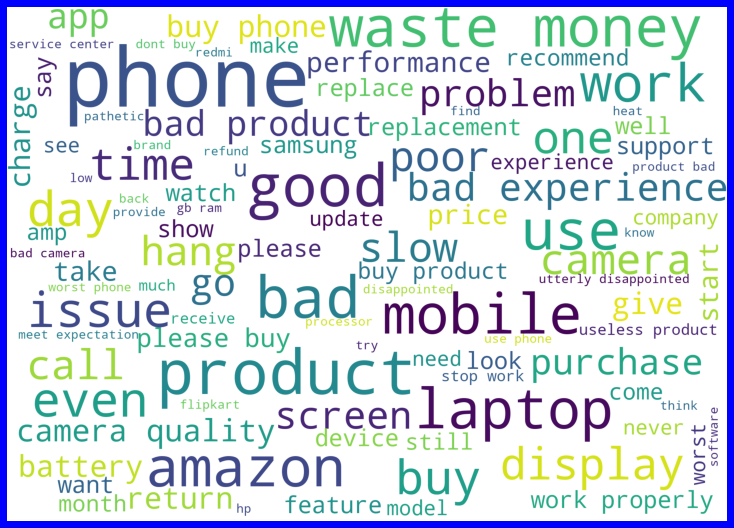 app
buy phone
waste money
service center
dont buy
redmi
make
performance
recommend
say
phone
replace
problem
work
charge
pathetic
bad product
replacement
find
heat
one
well
see
brand
time
refund
samsung
poor
experience
support
product bad
low
u
good
bad experience
day
back
watch
provide
gb ram
show
update
price
use
company
know
amp
bad camera
hang
please
slow
camera
start
take
worst phone
much
go
buy product
utterly disappointed
disappointed
bad
issue
receive
processor
mobile
give
useless product
meet expectation
please buy
try
use phone
call
product
need
look
purchase
stop work
even
flipkart
screen
laptop
come
think
camera quality
device
still
never
worst
software
battery
amazon
buy
display
want
month
return
hp
feature
model
work properly